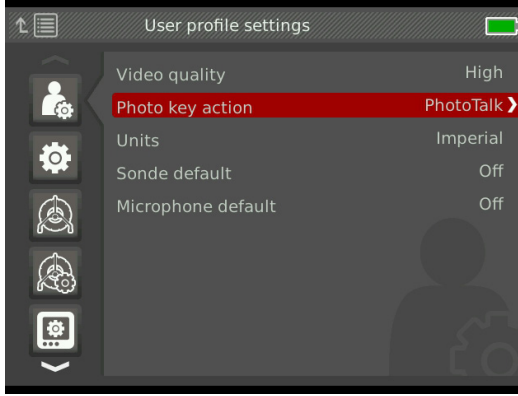 User profile settings
Video quality High
Photo key action PhotoTalk
Units Imperial
Sonde default Off
Microphone default Off